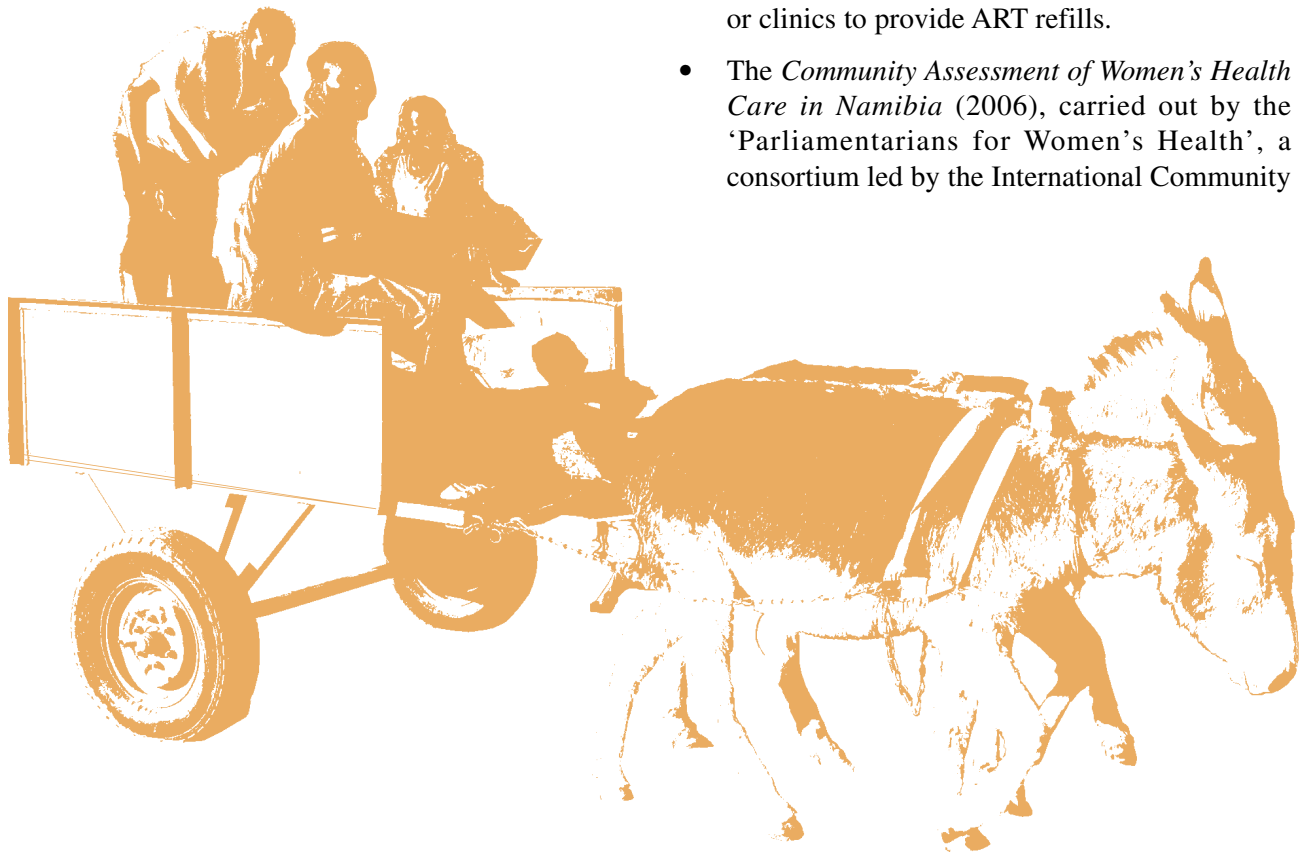 or clinics to provide ART refills.
• The Community Assessment of Women’s Health
Care in Namibia (2006), carried out by the
‘Parliamentarians for Women’s Health’, a
consortium led by the International Community